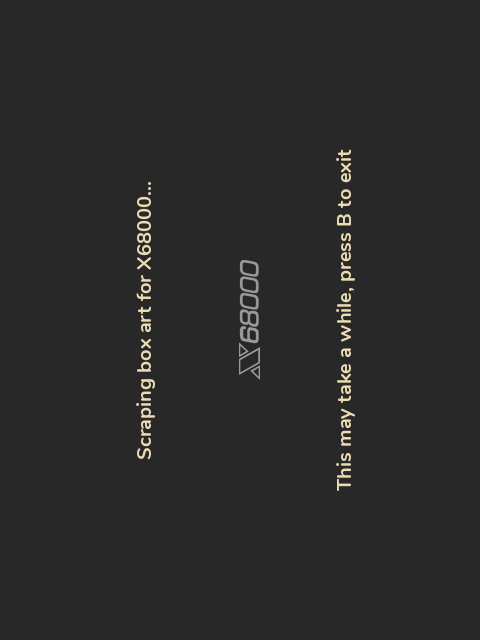 Scraping box art for X68000...
X68000
This may take a while, press B to exit